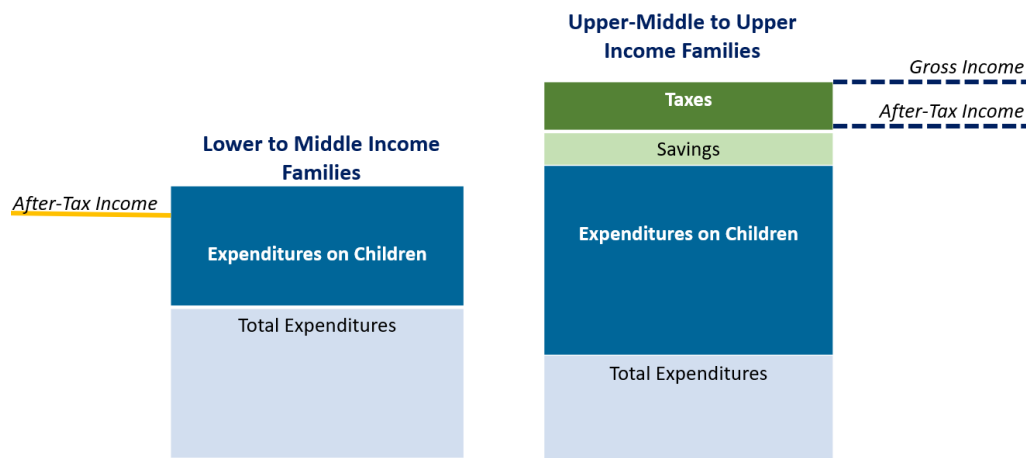 Lower to Middle Income
Families
After-Tax Income
Expenditures on Children
Total Expenditures
Upper-Middle to Upper
Income Families
Gross Income
Taxes
After-Tax Income
Savings
Expenditures on Children
Total Expenditures